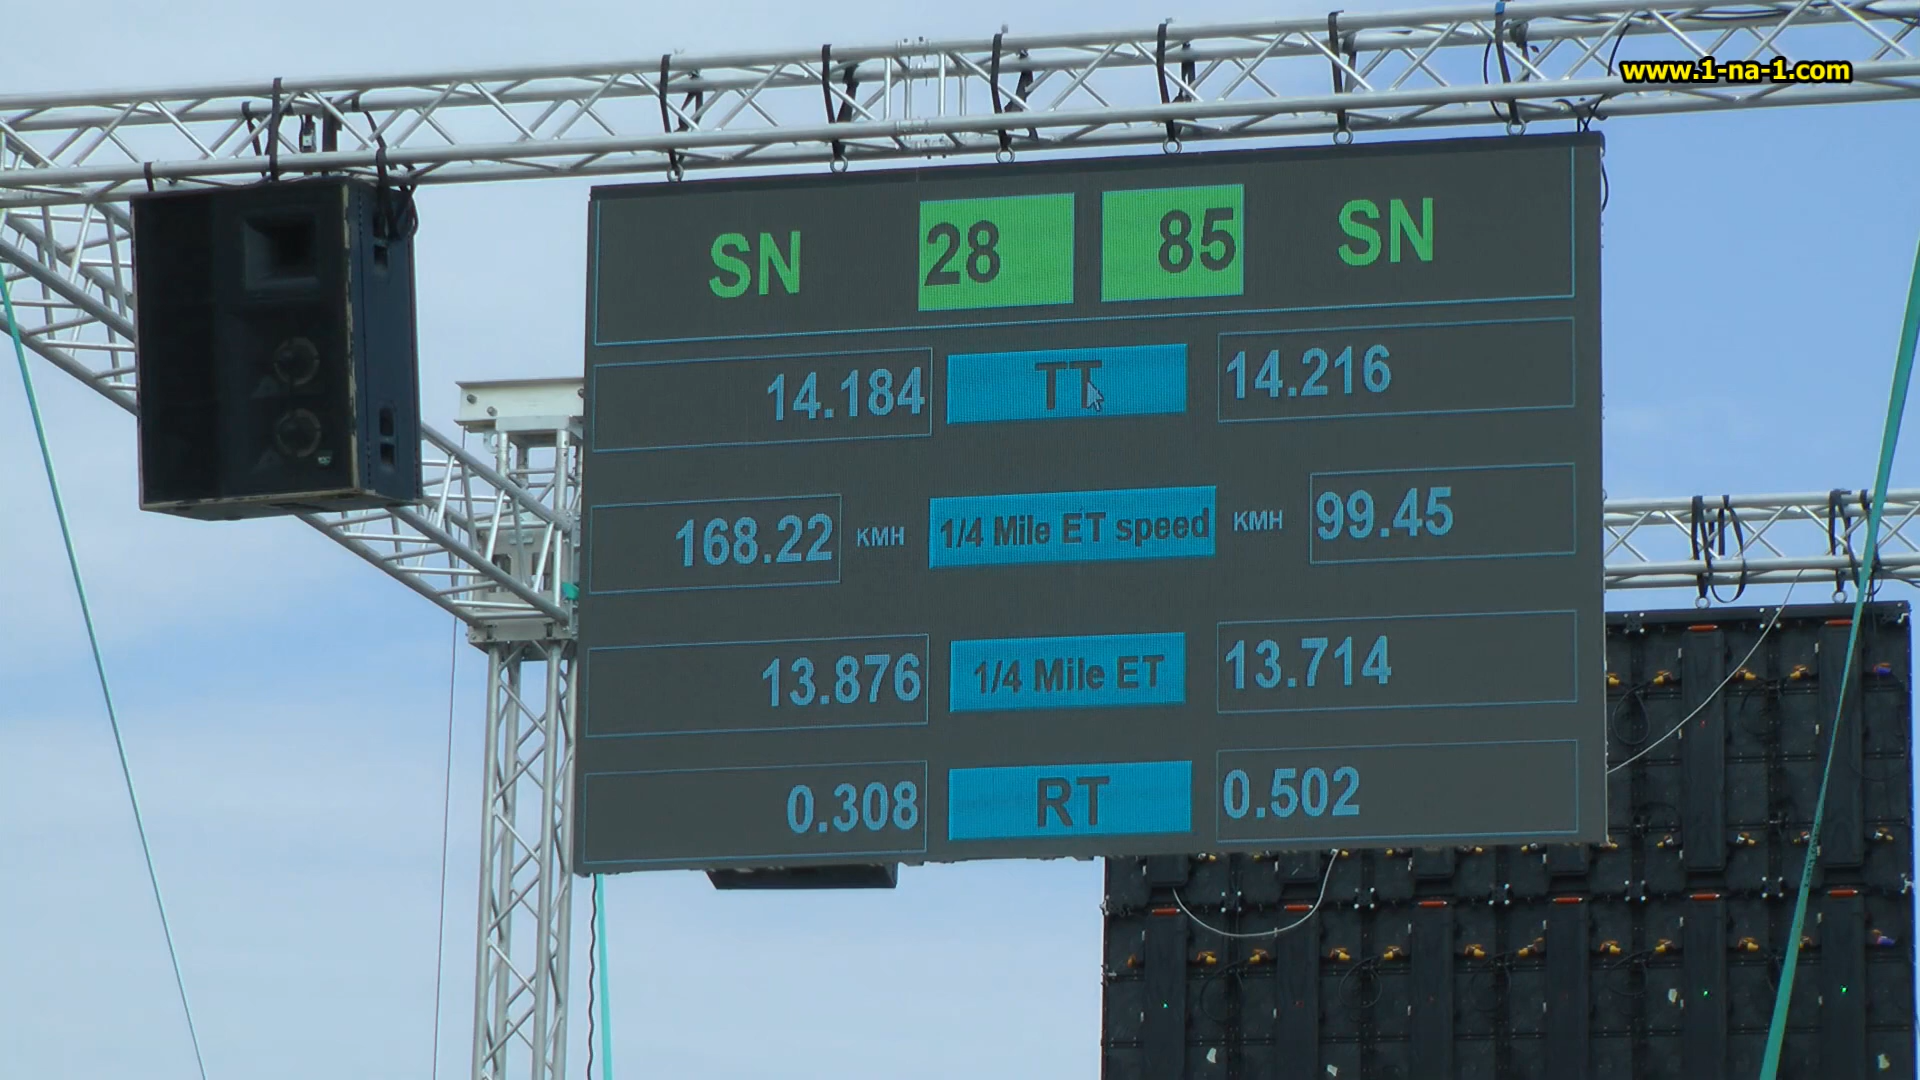 www.1-na-1.com
SN 28 85 SN
14.184 TT 14.216
168.22 KMH 1/4 Mile ET speed KMH 99.45
13.876 1/4 Mile ET 13.714
0.308 RT 0.502